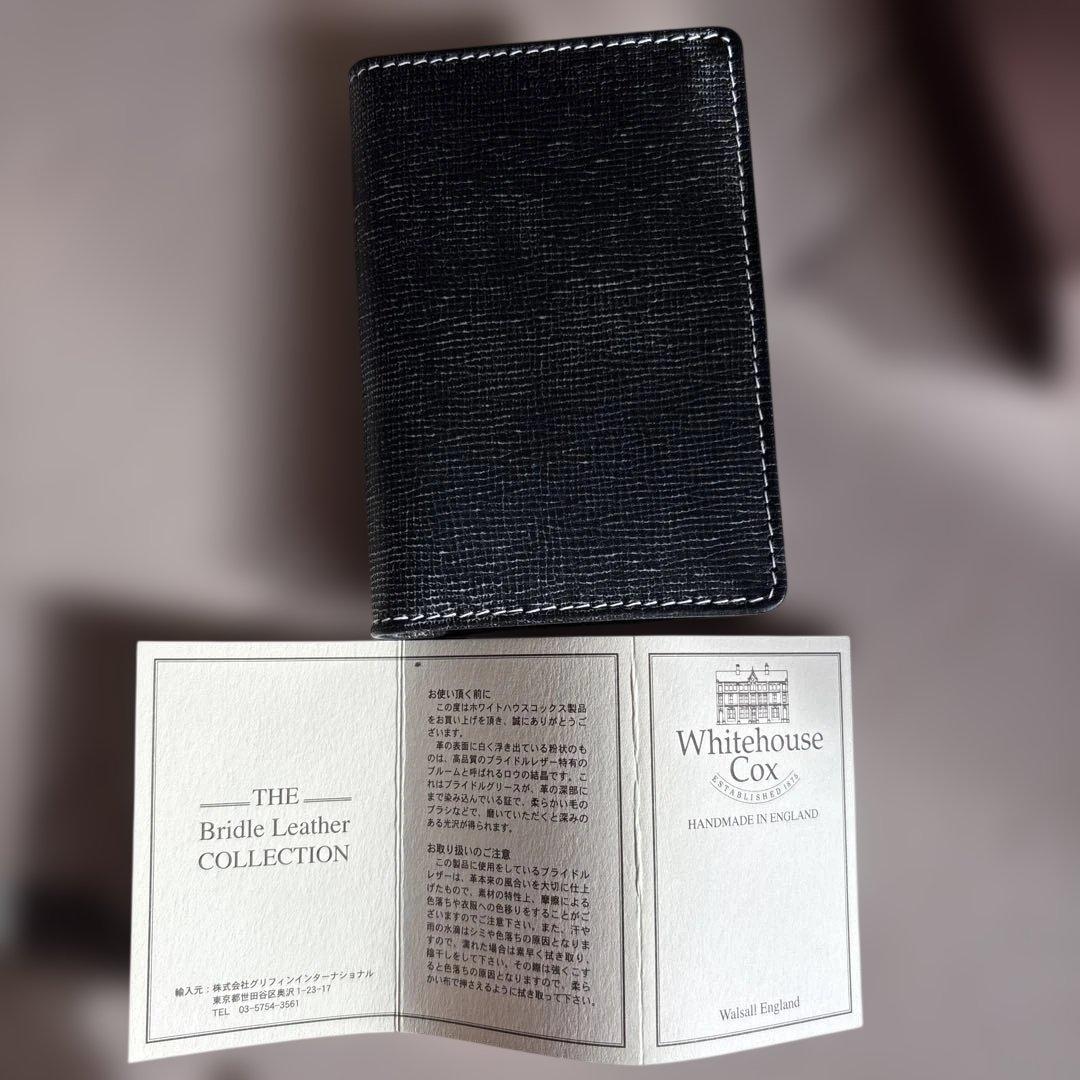 THE
Bridle Leather
COLLECTION
輸入元：株式会社グリフィンインターナショナル
東京都世田谷区奥沢1-23-17
TEL 03-5754-3561
お使い頂く前に
この度はホワイトハウスコックス製品
をお買い上げを頂き、誠にありがとうご
ざいます。
革の表面に白く浮き出ている粉状のも
のは、高品質のブライドルレザー特有の
ブルームと呼ばれるロウの結晶です。こ
れはブライドルグリースが、革の深部に
まで染み込んでいる証で、柔らかい毛の
ブラシなどで、磨いていただくと深みの
ある光沢が得られます。
お取り扱いのご注意
この製品に使用をしているブライドル
レザーは、革本来の風合いを大切に仕上
げたもので、素材の特性上、摩擦による
色落ちや衣服への色移りをすることがご
ざいますのでご注意下さい。また、汗や
雨の水滴はシミや色落ちの原因となりま
すので、濡れた場合は素早く拭き取り、
陰干しをして下さい。その際は強くこす
ると色落ちの原因となりますので、柔ら
かい布で押さえるように拭き取って下さい。
Whitehouse
Cox
ESTABLISHED 1875
HANDMADE IN ENGLAND
Walsall England